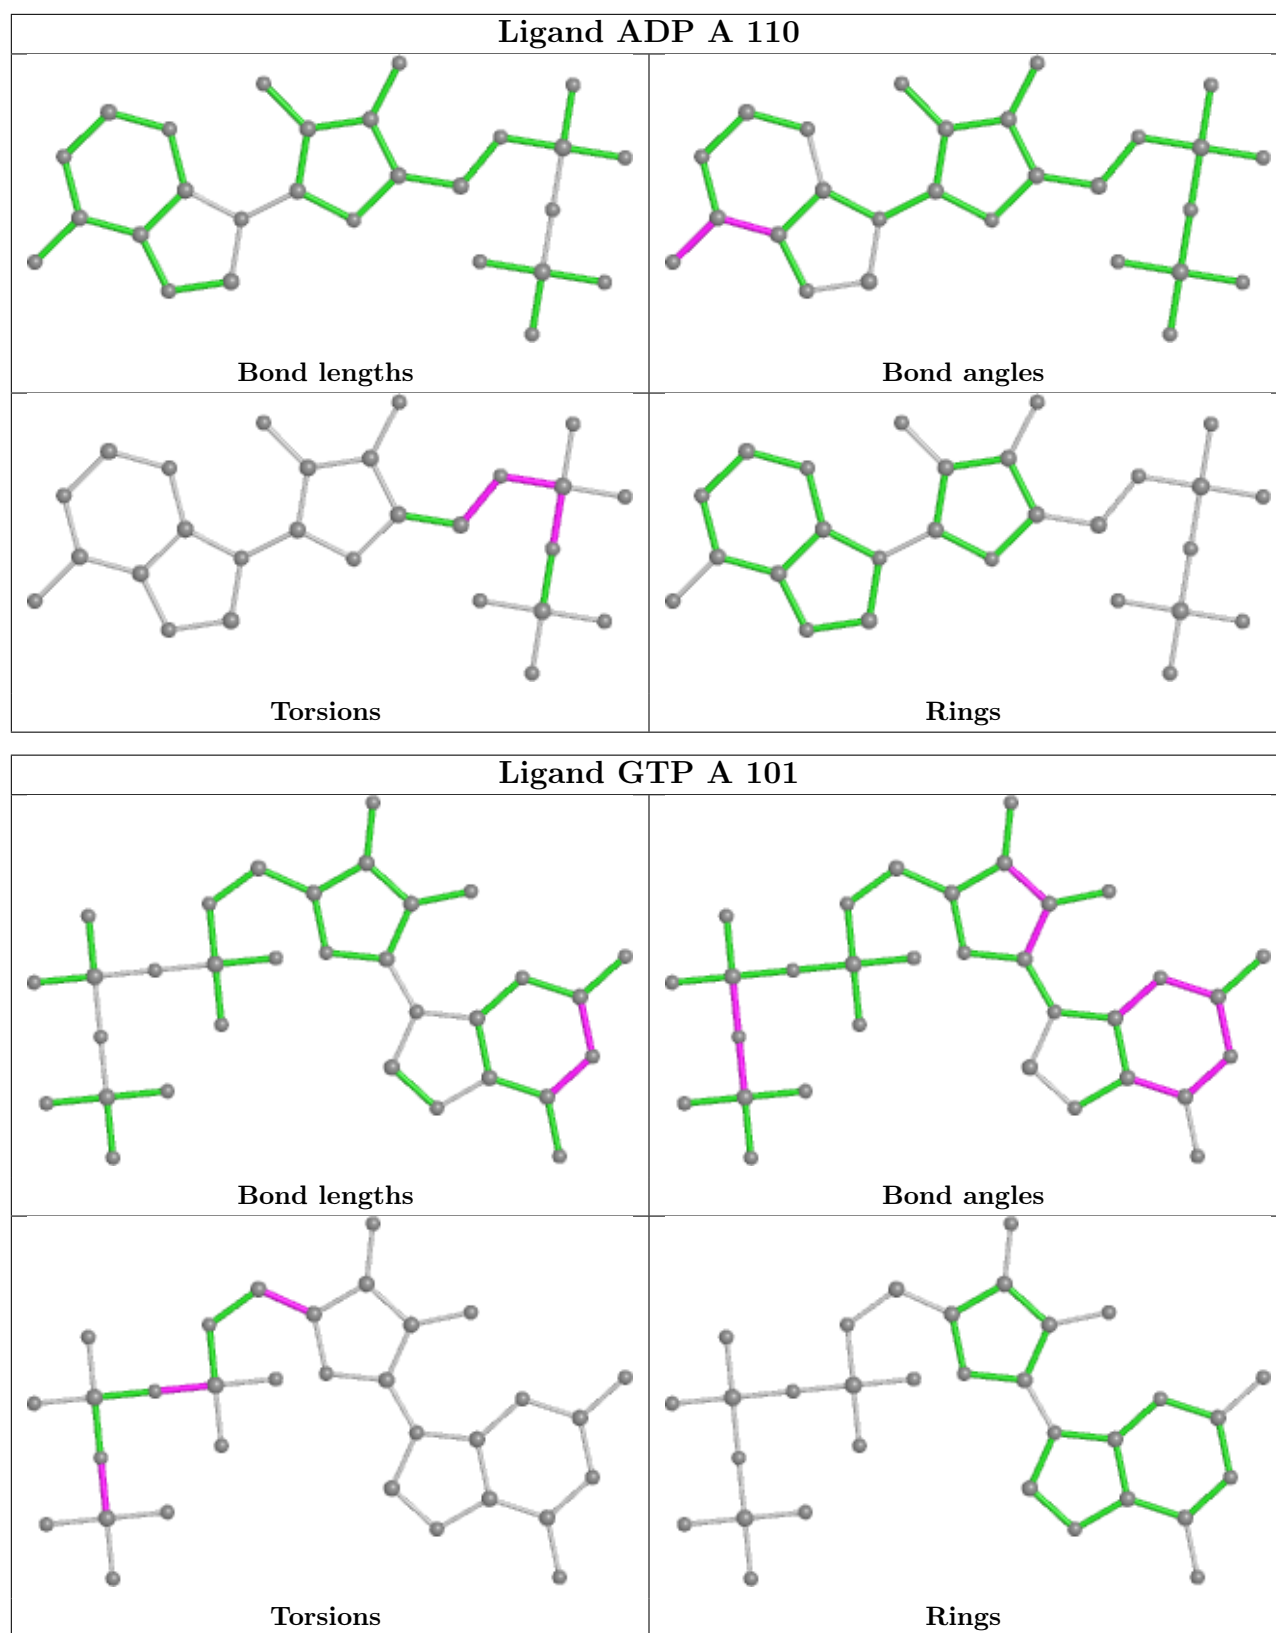 Ligand ADP A 110
Bond lengths
Bond angles
Torsions
Rings
Ligand GTP A 101
Bond lengths
Bond angles
Torsions
Rings